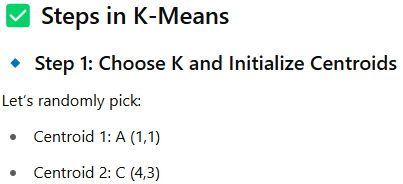 Steps in K-Means
Step 1: Choose K and Initialize Centroids
Let's randomly pick:
Centroid 1: A (1,1)
Centroid 2: C (4,3)